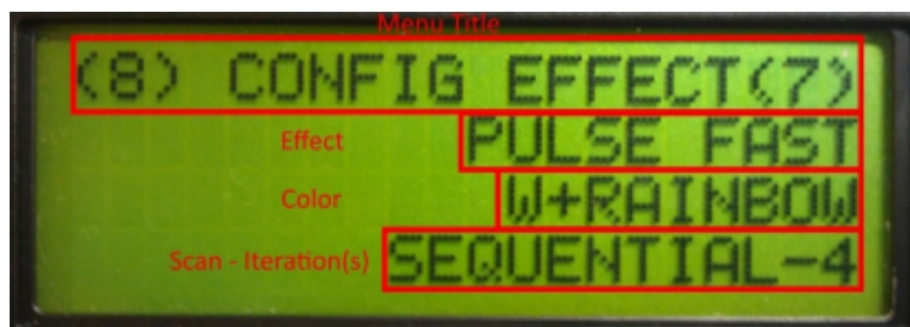 Menu Title
(8) CONFIG EFFECT(7)
Effect PULSE FAST
Color W+RAINBOW
Scan - Iteration(s) SEQUENTIAL-4